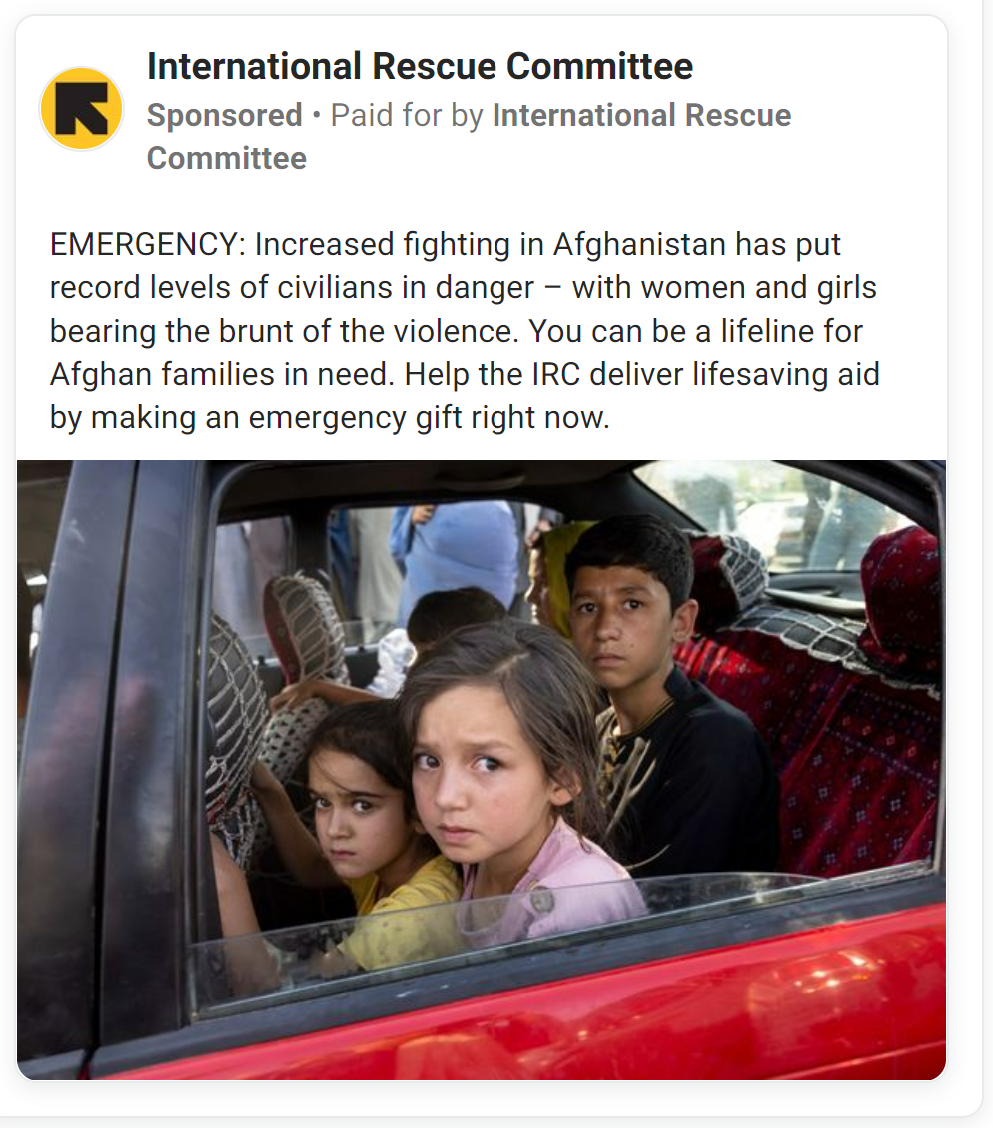 International Rescue Committee
Sponsored • Paid for by International Rescue
Committee
EMERGENCY: Increased fighting in Afghanistan has put
record levels of civilians in danger – with women and girls
bearing the brunt of the violence. You can be a lifeline for
Afghan families in need. Help the IRC deliver lifesaving aid
by making an emergency gift right now.